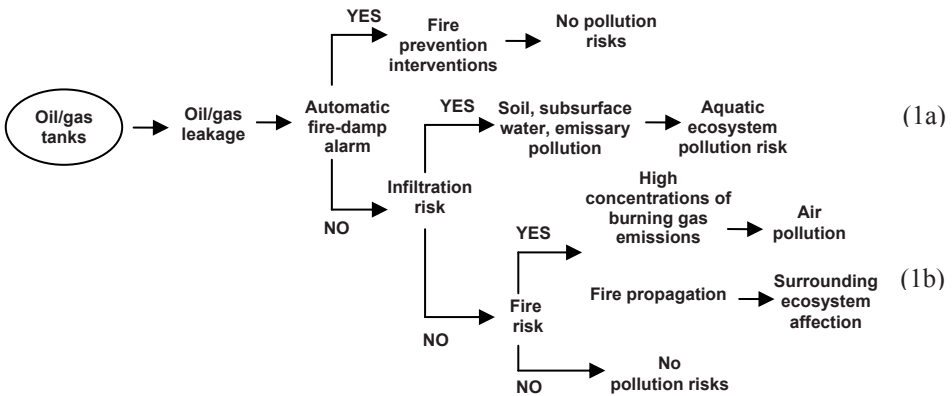 YES
Fire
prevention
interventions
No pollution
risks
Oil/gas
tanks
Oil/gas
leakage
Automatic
fire-damp
alarm
YES
Soil, subsurface
water, emissary
pollution
Aquatic
ecosystem
pollution risk
(1a)
NO
Infiltration
risk
YES
High
concentrations of
burning gas
emissions
Air
pollution
NO
Fire
risk
Fire propagation
Surrounding
ecosystem
affection
(1b)
NO
No
pollution risks